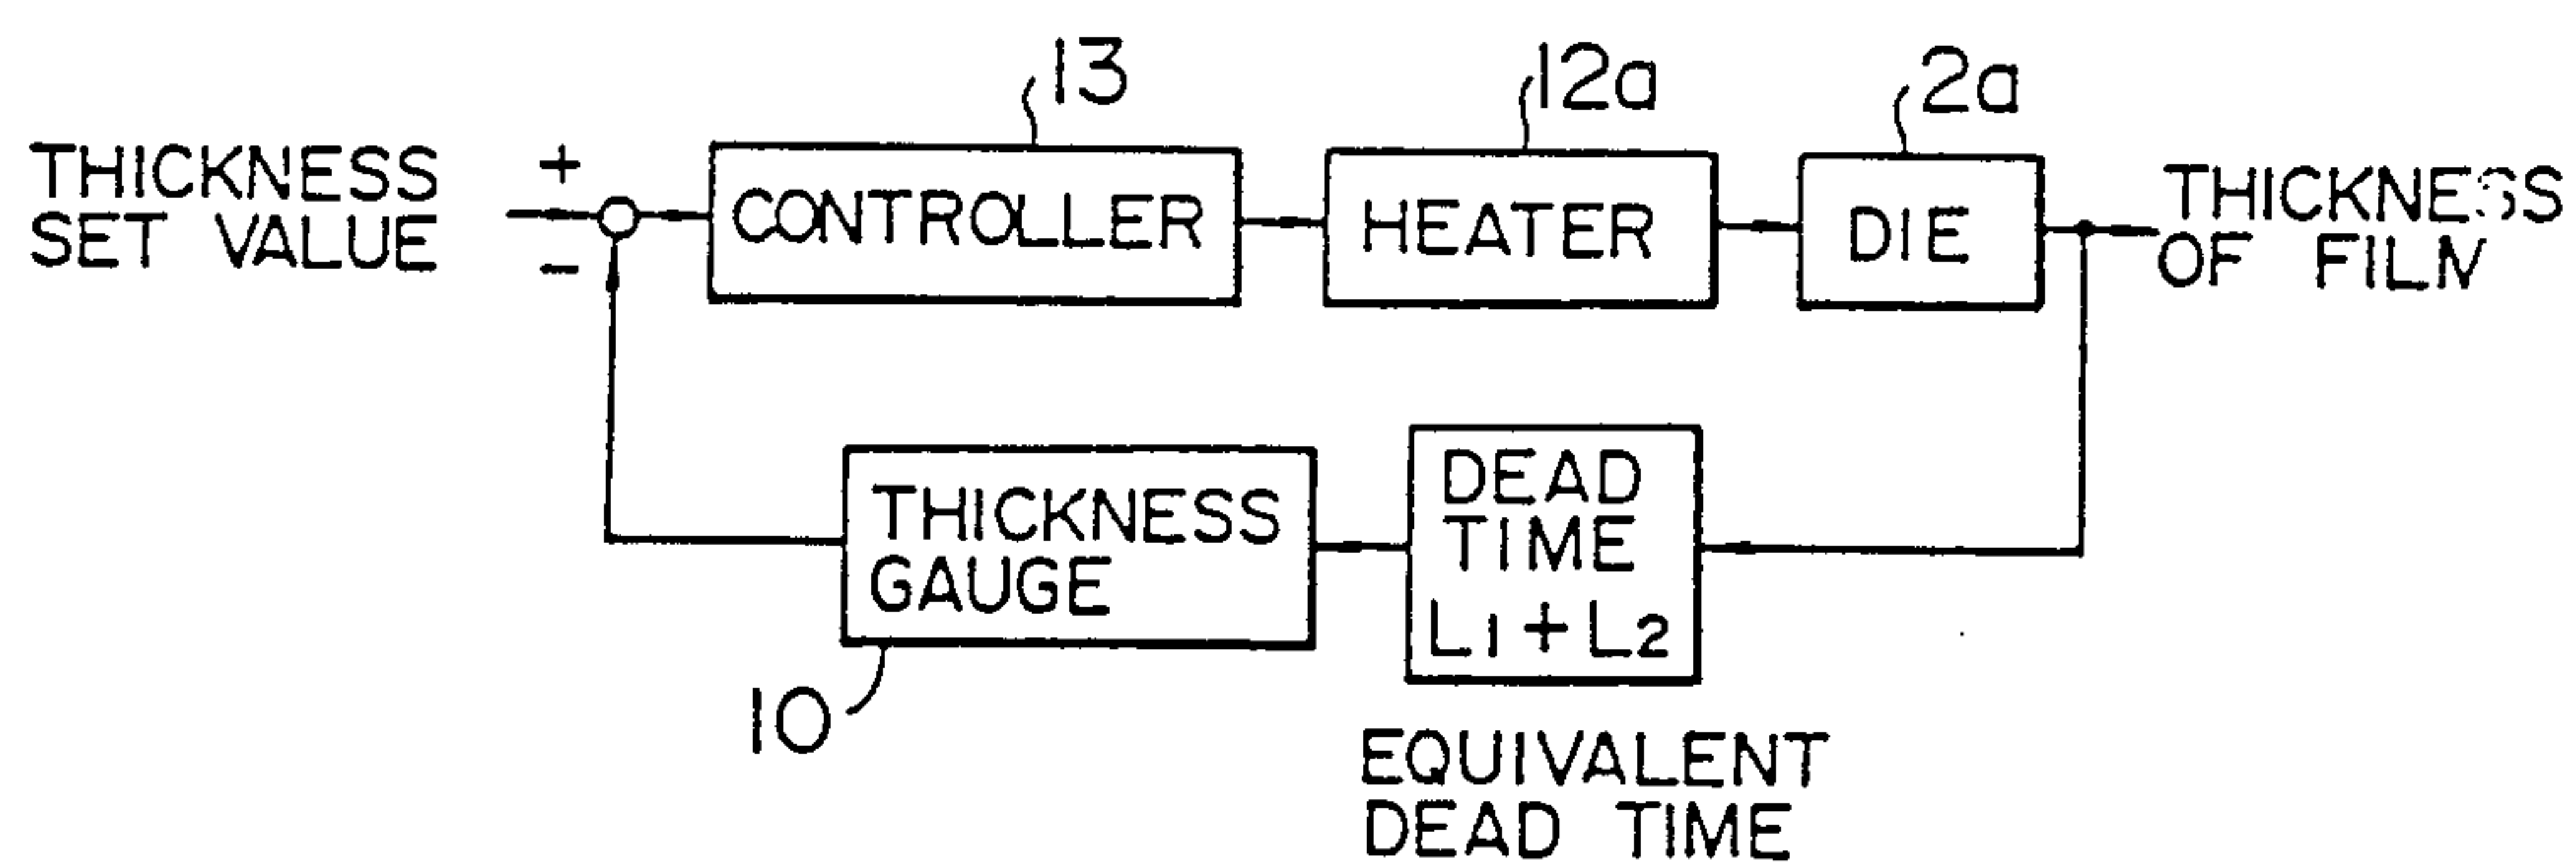 13
12a
2a
THICKNESS
SET VALUE
+
−
CONTROLLER
HEATER
DIE
THICKNESS
OF FILM
THICKNESS
GAUGE
10
DEAD
TIME
L1 + L2
EQUIVALENT
DEAD TIME